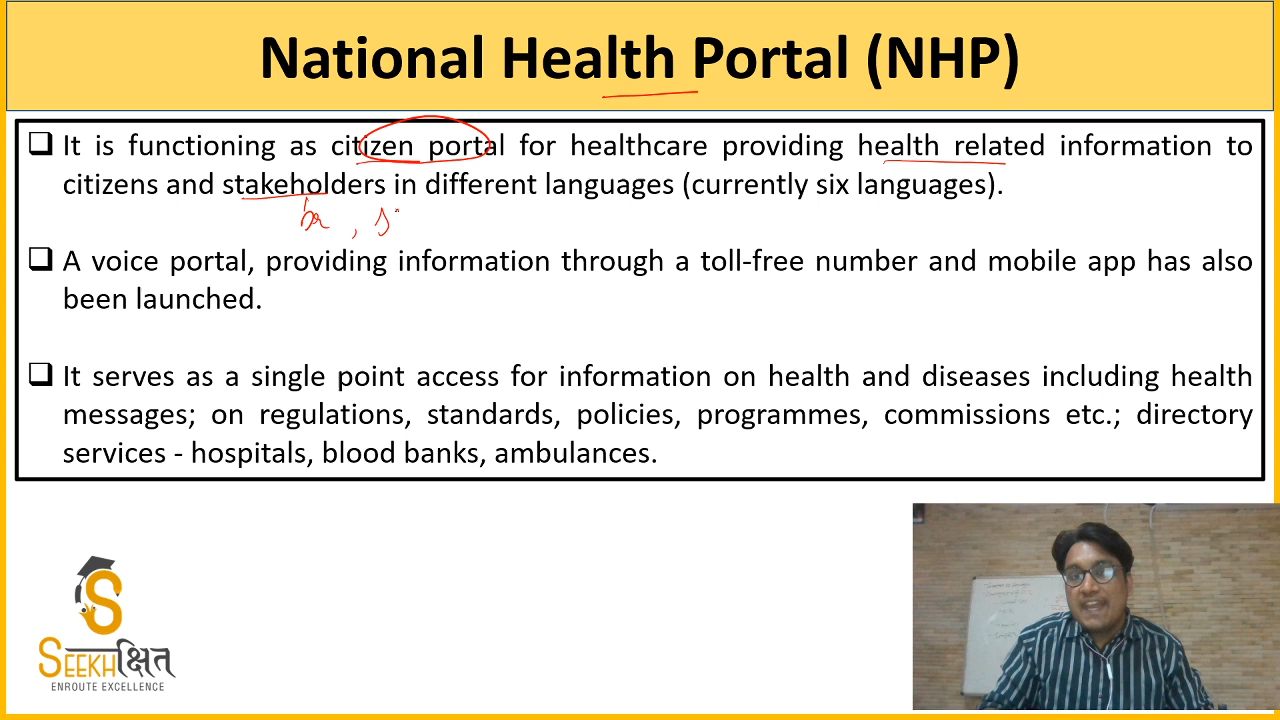 National Health Portal (NHP)
It is functioning as citizen portal for healthcare providing health related information to
citizens and stakeholders in different languages (currently six languages).
A voice portal, providing information through a toll-free number and mobile app has also
been launched.
It serves as a single point access for information on health and diseases including health
messages; on regulations, standards, policies, programmes, commissions etc.; directory
services - hospitals, blood banks, ambulances.
SEEKHक्षित
ENROUTE EXCELLENCE